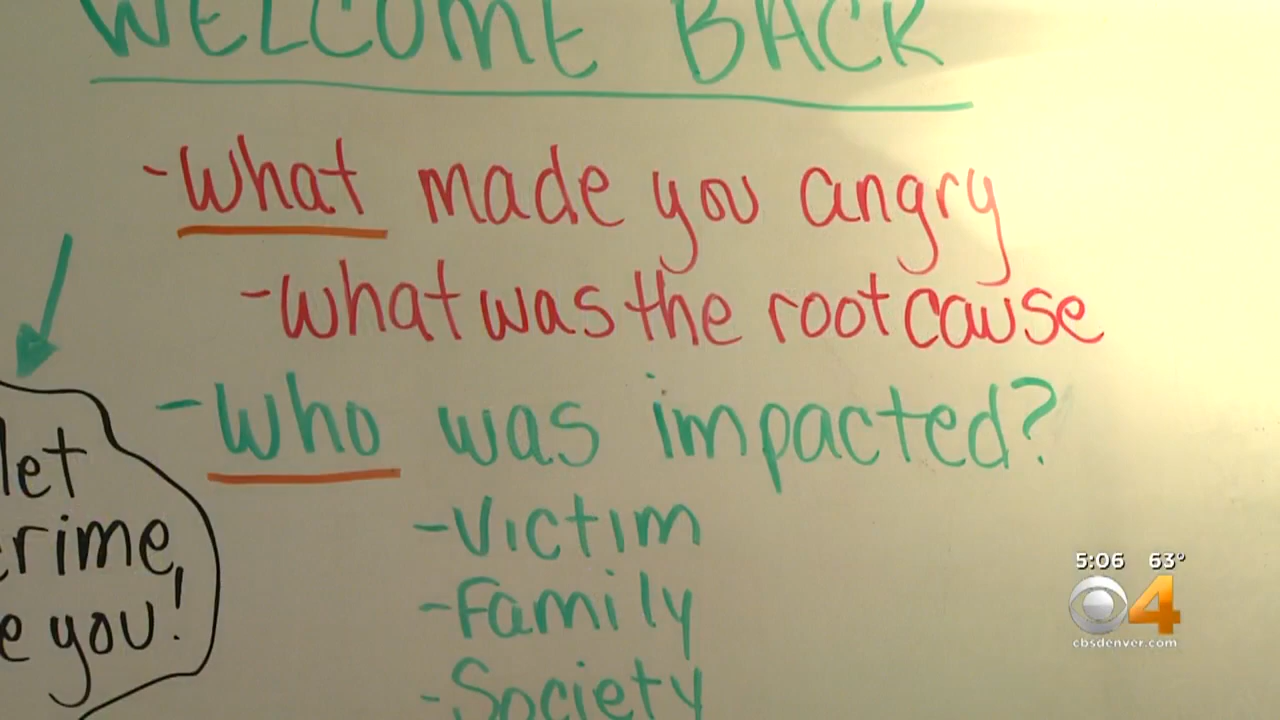 WELCOME BACK
-What made you angry
-what was the root cause
-Who was impacted?
let
crime,
e you!
-Victim
-Family
-Society
5:06 63°
4
cbsdenver.com